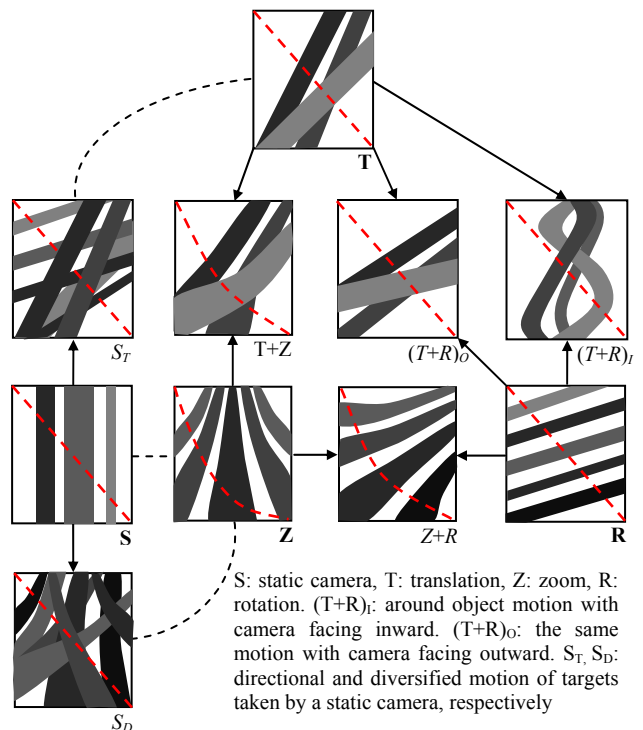 T
S_T
T+Z
(T+R)_O
(T+R)_I
S
Z
Z+R
R
S_D
S: static camera, T: translation, Z: zoom, R:
rotation. (T+R)_I: around object motion with
camera facing inward. (T+R)_O: the same
motion with camera facing outward. S_T, S_D:
directional and diversified motion of targets
taken by a static camera, respectively